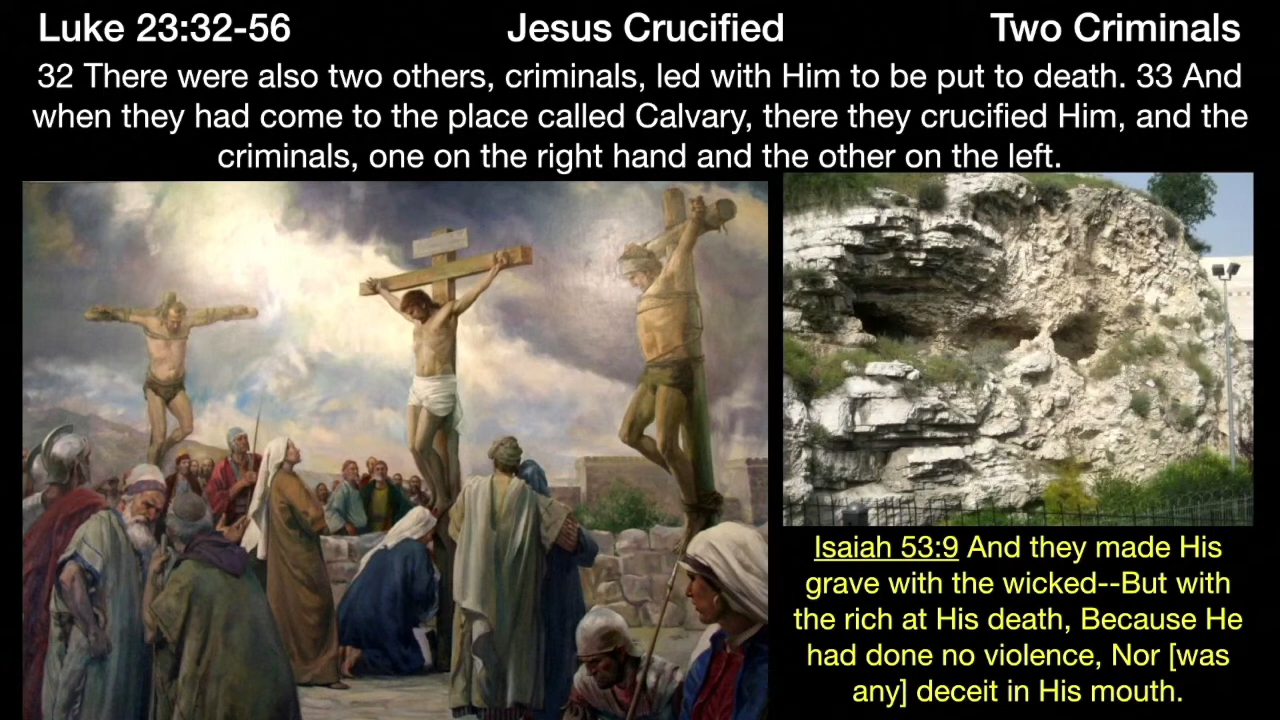 Luke 23:32-56 Jesus Crucified Two Criminals
32 There were also two others, criminals, led with Him to be put to death. 33 And
when they had come to the place called Calvary, there they crucified Him, and the
criminals, one on the right hand and the other on the left.
Isaiah 53:9 And they made His
grave with the wicked--But with
the rich at His death, Because He
had done no violence, Nor [was
any] deceit in His mouth.